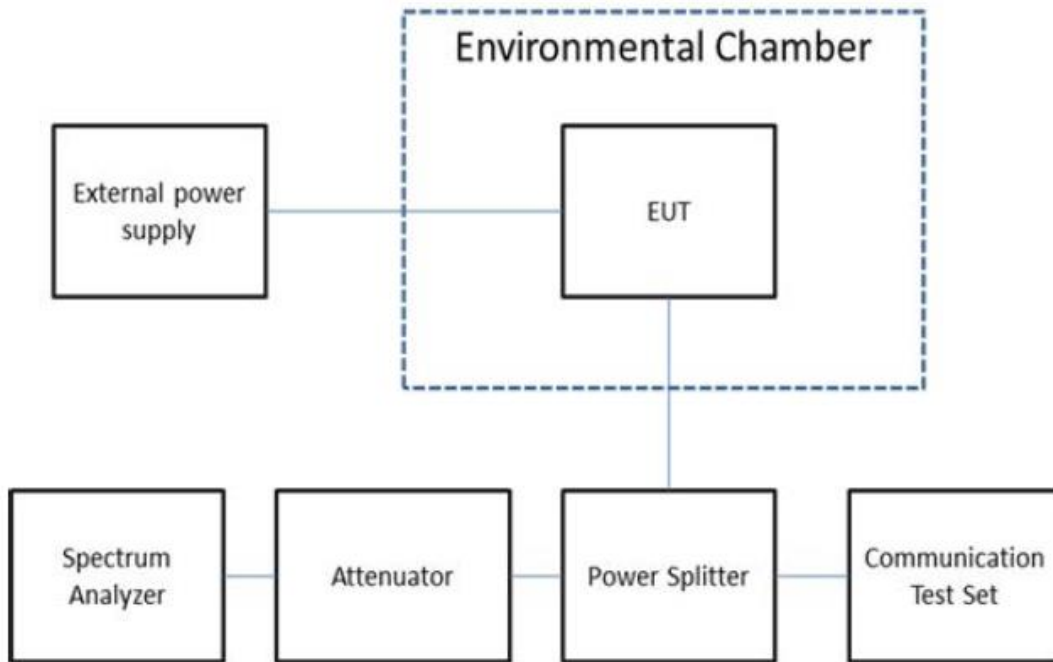 Environmental Chamber
External power
supply
EUT
Spectrum
Analyzer
Attenuator
Power Splitter
Communication
Test Set